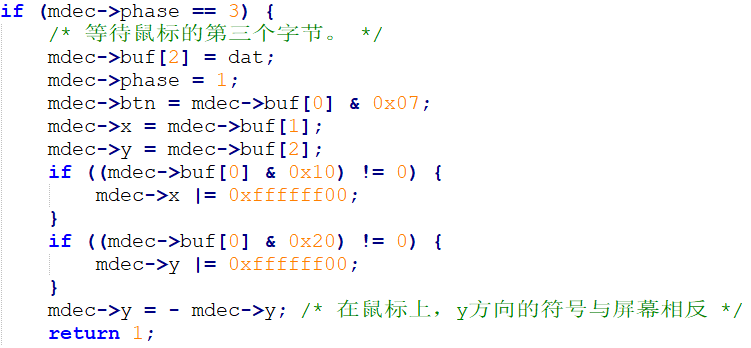 if (mdec->phase == 3) {
    /* 等待鼠标的第三个字节。 */
    mdec->buf[2] = dat;
    mdec->phase = 1;
    mdec->btn = mdec->buf[0] & 0x07;
    mdec->x = mdec->buf[1];
    mdec->y = mdec->buf[2];
    if ((mdec->buf[0] & 0x10) != 0) {
        mdec->x |= 0xffffff00;
    }
    if ((mdec->buf[0] & 0x20) != 0) {
        mdec->y |= 0xffffff00;
    }
    mdec->y = - mdec->y; /* 在鼠标上，y方向的符号与屏幕相反 */
    return 1;